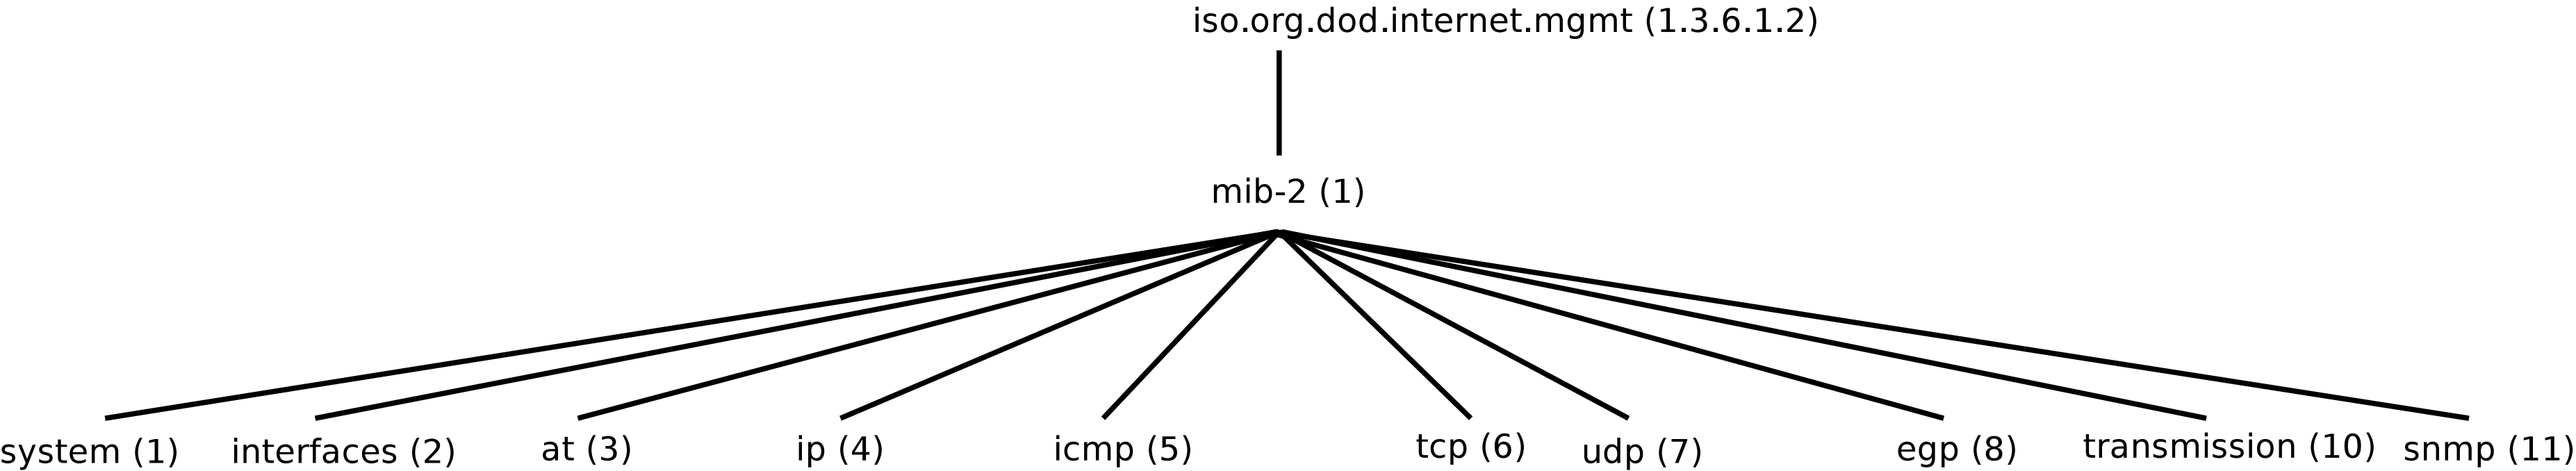 iso.org.dod.internet.mgmt (1.3.6.1.2)
mib-2 (1)
system (1) interfaces (2) at (3) ip (4) icmp (5) tcp (6) udp (7) egp (8) transmission (10) snmp (11)